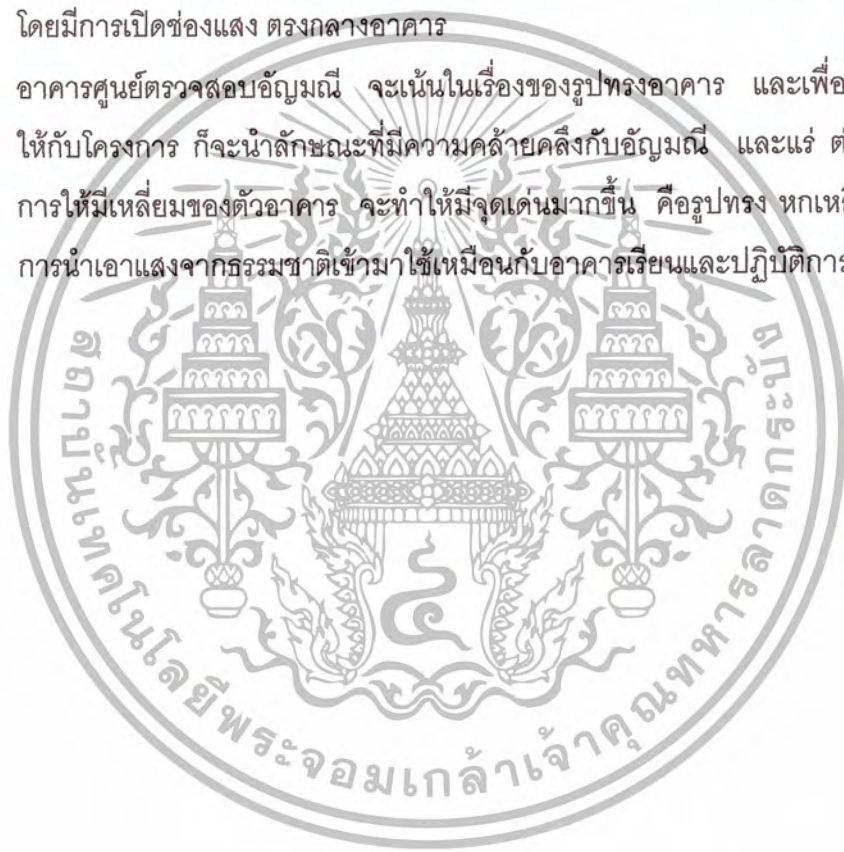 โดยมีการเปิดช่องแสง ตรงกลางอาคาร
อาคารศูนย์ตรวจสอบอัญมณี จะเน้นในเรื่องของรูปทรงอาคาร และเพื่อ
ให้กับโครงการ ก็จะนำลักษณะที่มีความคล้ายคลึงกับอัญมณี และแร่ ต่
การให้มีเหลี่ยมของตัวอาคาร จะทำให้มีจุดเด่นมากขึ้น คือรูปทรง หกเหลี่
การนำเอาแสงจากธรรมชาติเข้ามาใช้เหมือนกับอาคารเรียนและปฏิบัติการ
สถาบันเทคโนโลยีพระจอมเกล้าเจ้าคุณทหารลาดกระบัง
๔